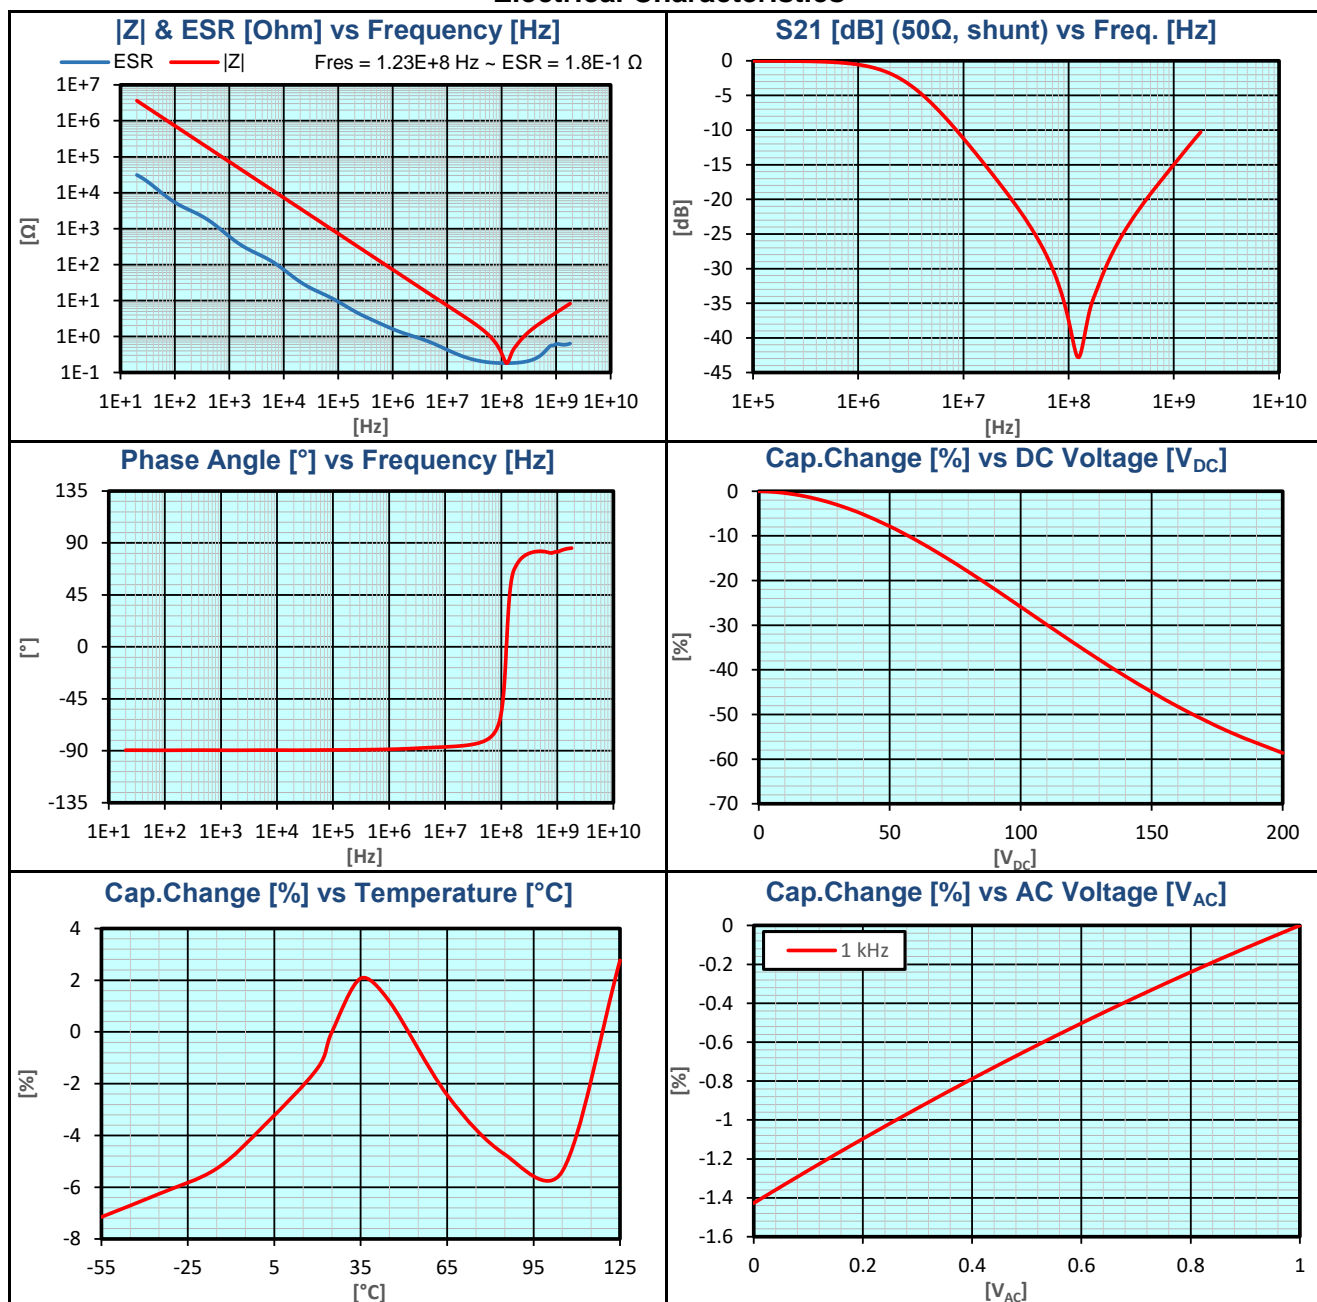 |Z| & ESR [Ohm] vs Frequency [Hz]
ESR |Z| Fres = 1.23E+8 Hz ~ ESR = 1.8E-1 Ω
1E+7
1E+6
1E+5
1E+4
1E+3
1E+2
1E+1
1E+0
1E-1
[Ω]
1E+1 1E+2 1E+3 1E+4 1E+5 1E+6 1E+7 1E+8 1E+9 1E+10
[Hz]
S21 [dB] (50Ω, shunt) vs Freq. [Hz]
0
-5
-10
-15
-20
-25
-30
-35
-40
-45
[dB]
1E+5 1E+6 1E+7 1E+8 1E+9 1E+10
[Hz]
Phase Angle [°] vs Frequency [Hz]
135
90
45
0
-45
-90
-135
[°]
1E+1 1E+2 1E+3 1E+4 1E+5 1E+6 1E+7 1E+8 1E+9 1E+10
[Hz]
Cap.Change [%] vs DC Voltage [VDC]
0
-10
-20
-30
-40
-50
-60
-70
[%]
0 50 100 150 200
[VDC]
Cap.Change [%] vs Temperature [°C]
4
2
0
-2
-4
-6
-8
[%]
-55 -25 5 35 65 95 125
[°C]
Cap.Change [%] vs AC Voltage [VAC]
1 kHz
0
-0.2
-0.4
-0.6
-0.8
-1
-1.2
-1.4
-1.6
[%]
0 0.2 0.4 0.6 0.8 1
[VAC]